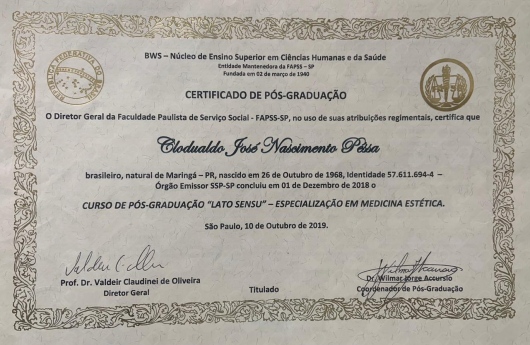 BWS – Núcleo de Ensino Superior em Ciências Humanas e da Saúde
Entidade Mantenedora da FAPSS – SP
Fundada em 02 de março de 1940
CERTIFICADO DE PÓS-GRADUAÇÃO
O Diretor Geral da Faculdade Paulista de Serviço Social - FAPSS-SP, no uso de suas atribuições regimentais, certifica que
Clodualdo José Nascimento Pêssa
brasileiro, natural de Maringá – PR, nascido em 26 de Outubro de 1968, Identidade 57.611.694-4 –
Órgão Emissor SSP-SP concluiu em 01 de Dezembro de 2018 o
CURSO DE PÓS-GRADUAÇÃO "LATO SENSU" – ESPECIALIZAÇÃO EM MEDICINA ESTÉTICA.
São Paulo, 10 de Outubro de 2019.
Prof. Dr. Valdeir Claudinei de Oliveira
Diretor Geral
Titulado
Dr. Wilmar Jorge Accursio
Coordenador de Pós-Graduação